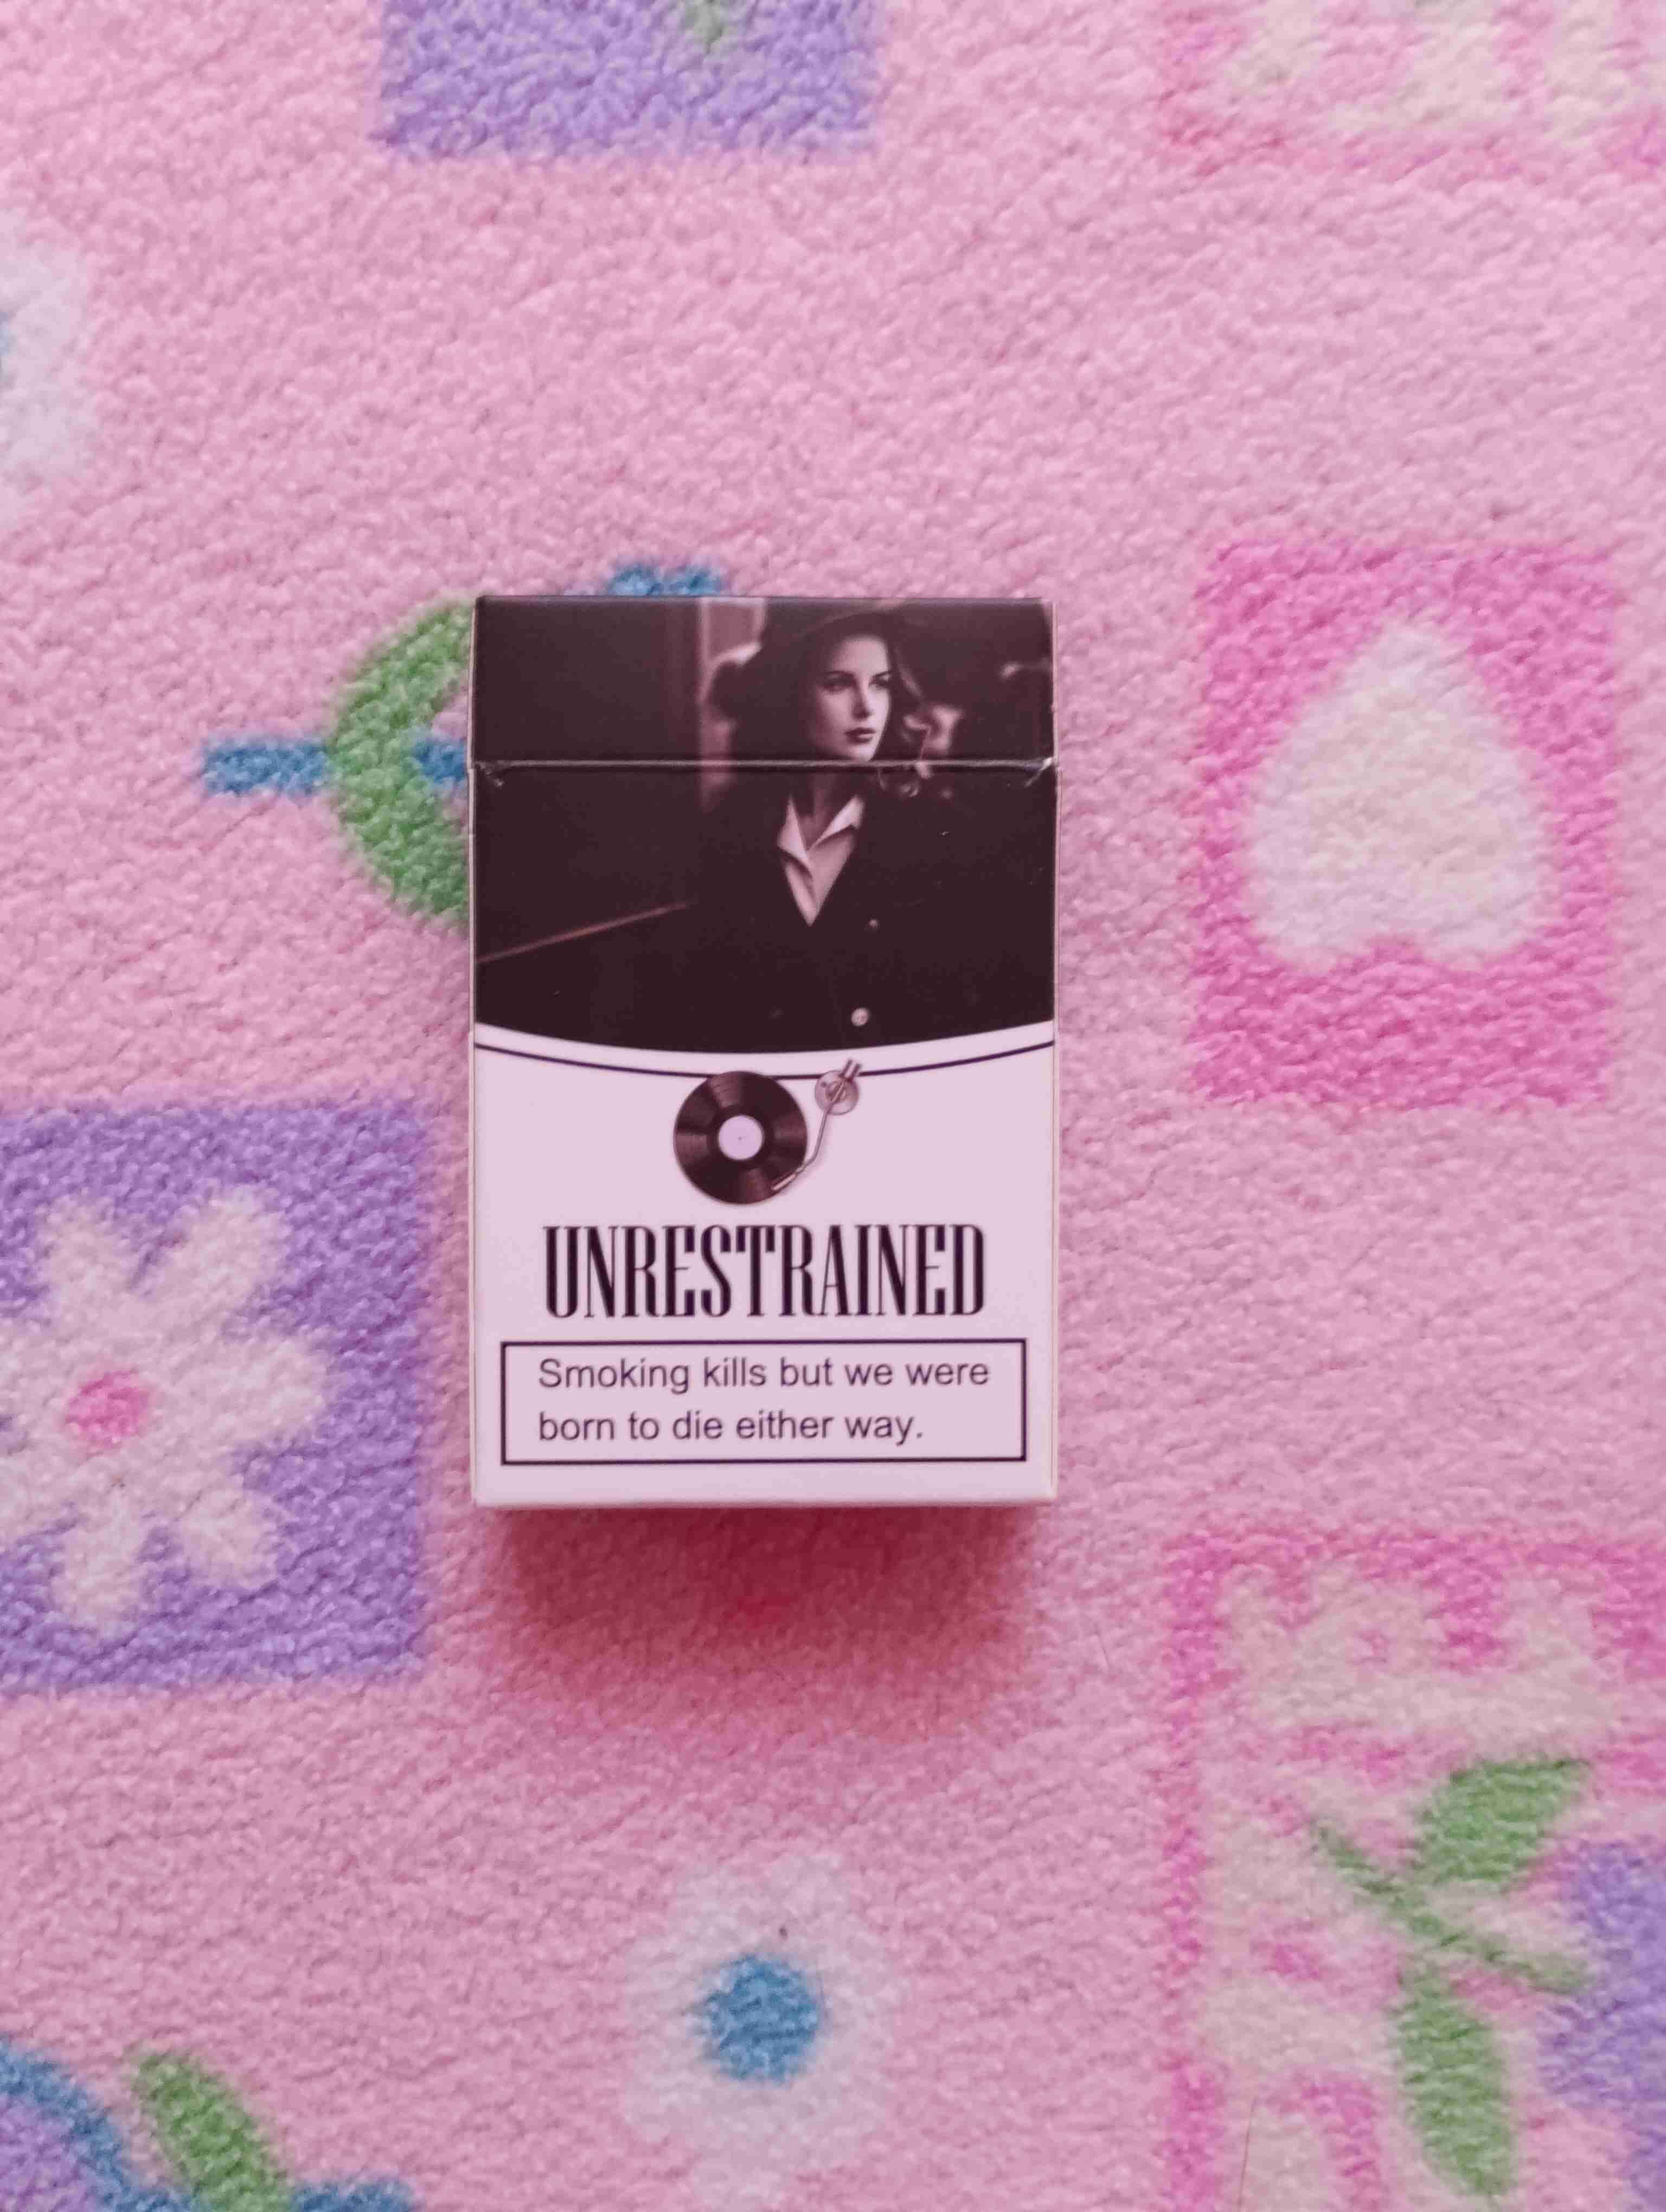 UNRESTRAINED
Smoking kills but we were
born to die either way.